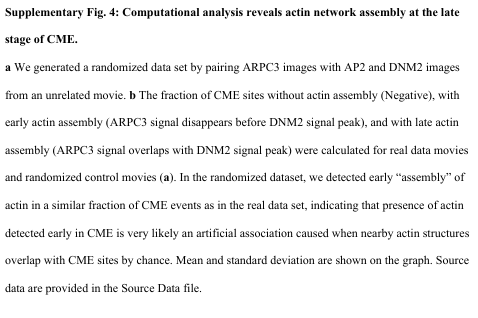 Supplementary Fig. 4: Computational analysis reveals actin network assembly at the late
stage of CME.
a We generated a randomized data set by pairing ARPC3 images with AP2 and DNM2 images
from an unrelated movie. b The fraction of CME sites without actin assembly (Negative), with
early actin assembly (ARPC3 signal disappears before DNM2 signal peak), and with late actin
assembly (ARPC3 signal overlaps with DNM2 signal peak) were calculated for real data movies
and randomized control movies (a). In the randomized dataset, we detected early “assembly” of
actin in a similar fraction of CME events as in the real data set, indicating that presence of actin
detected early in CME is very likely an artificial association caused when nearby actin structures
overlap with CME sites by chance. Mean and standard deviation are shown on the graph. Source
data are provided in the Source Data file.